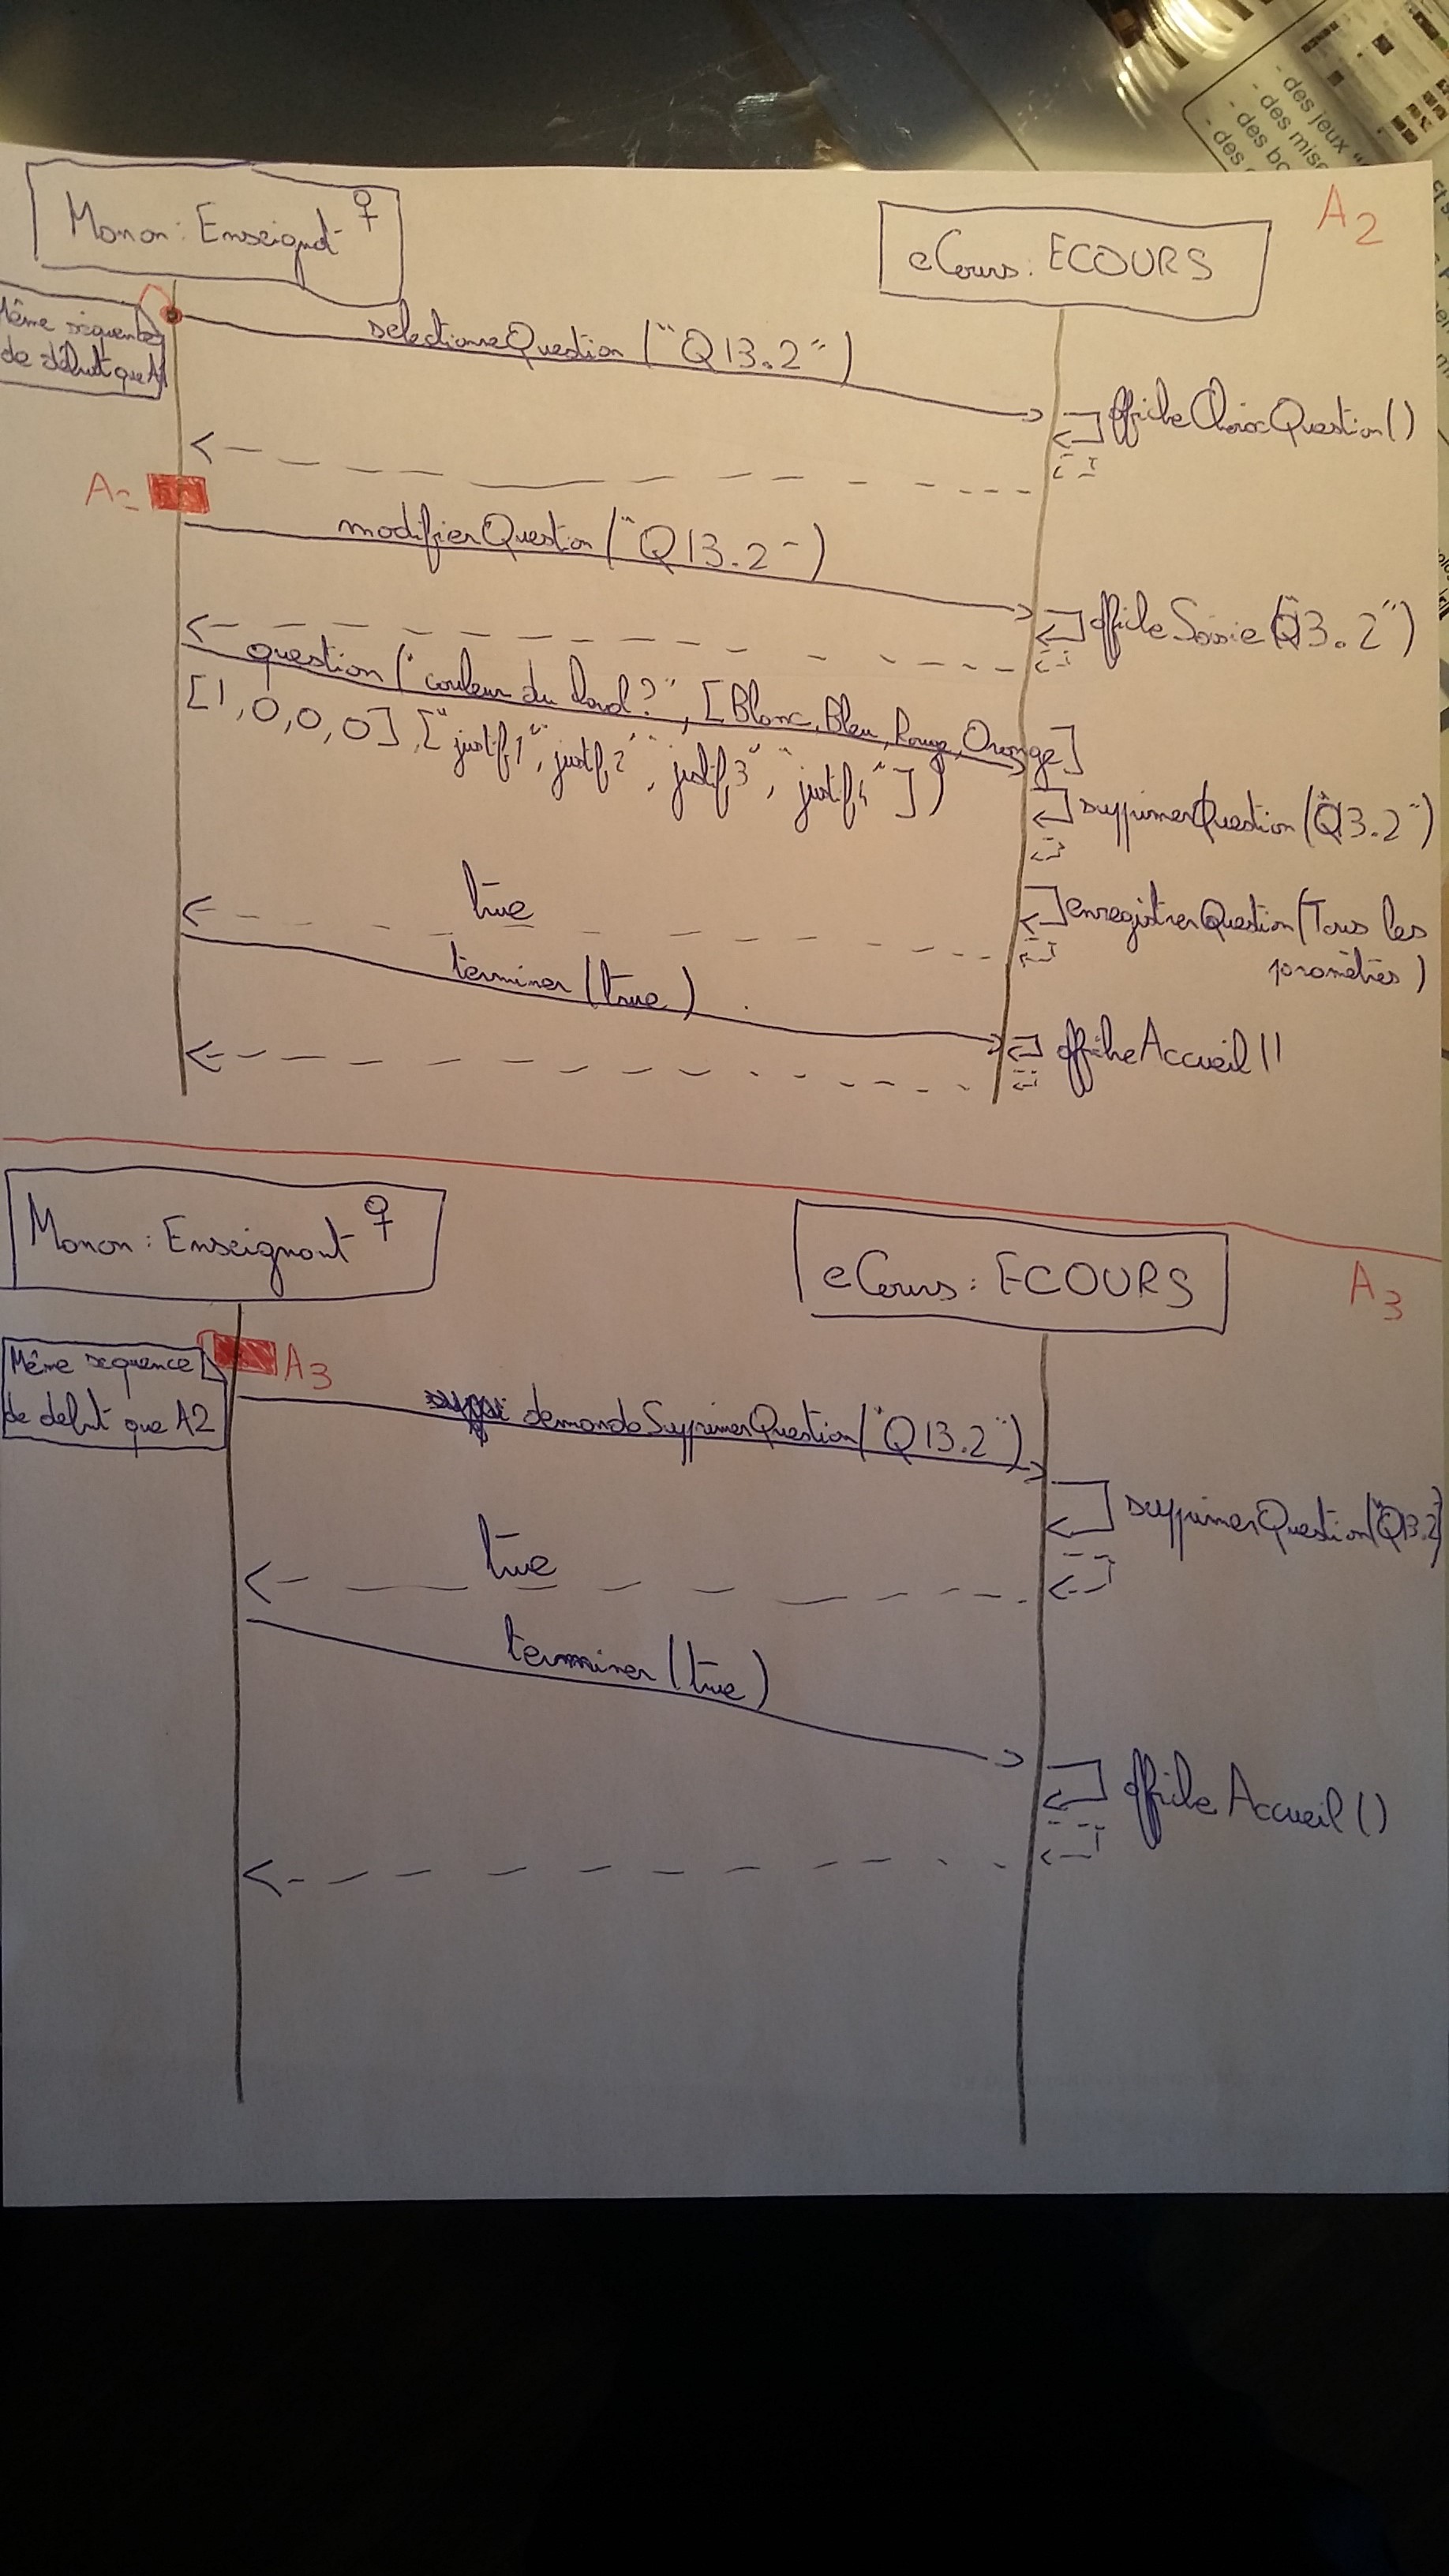 - des jeux "
- des mise
- des bo
- des
A2
Manon : Enseignat
eCours : ECOURS
Même séquence
de début que A1
selectionneQuestion ("Q13.2")
afficheChoixQuestion()
A2
modifierQuestion ("Q13.2")
afficheSaisie("Q13.2")
question ("couleur du ?", [Blanc, Bleu, Rouge, Orange]
[1,0,0,0], ["justif1", "justif2", "justif3", "justif4"])
supprimerQuestion ("Q13.2")
true
enregistrerQuestion (Tous les
paramètres)
terminer (true)
afficheAccueil ()
Manon : Enseignant
eCours : ECOURS
A3
A3
Même sequence
de debut que A2
demandeSupprimerQuestion ("Q13.2")
supprimerQuestion ("Q13.2")
true
terminer (true)
afficheAccueil ()